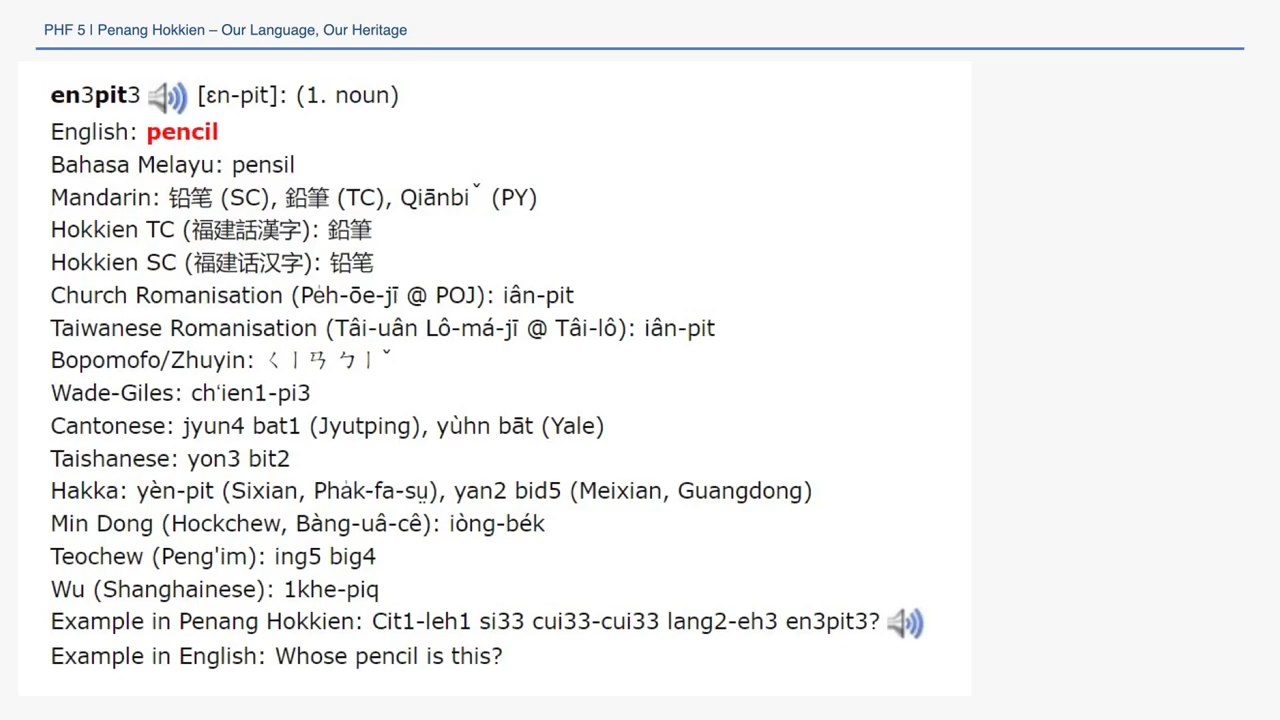 PHF 5 | Penang Hokkien – Our Language, Our Heritage
en3pit3 [ɛn-pit]: (1. noun)
English: pencil
Bahasa Melayu: pensil
Mandarin: 铅笔 (SC), 鉛筆 (TC), Qiānbiˇ (PY)
Hokkien TC (福建話漢字): 鉛筆
Hokkien SC (福建话汉字): 铅笔
Church Romanisation (Pe̍h-ōe-jī @ POJ): iân-pit
Taiwanese Romanisation (Tâi-uân Lô-má-jī @ Tâi-lô): iân-pit
Bopomofo/Zhuyin: ㄑㄧㄢ ㄅㄧˇ
Wade-Giles: ch‘ien1-pi3
Cantonese: jyun4 bat1 (Jyutping), yùhn bāt (Yale)
Taishanese: yon3 bit2
Hakka: yèn-pit (Sixian, Pha̍k-fa-sṳ), yan2 bid5 (Meixian, Guangdong)
Min Dong (Hockchew, Bàng-uâ-cê): iòng-bék
Teochew (Peng'im): ing5 big4
Wu (Shanghainese): 1khe-piq
Example in Penang Hokkien: Cit1-leh1 si33 cui33-cui33 lang2-eh3 en3pit3?
Example in English: Whose pencil is this?